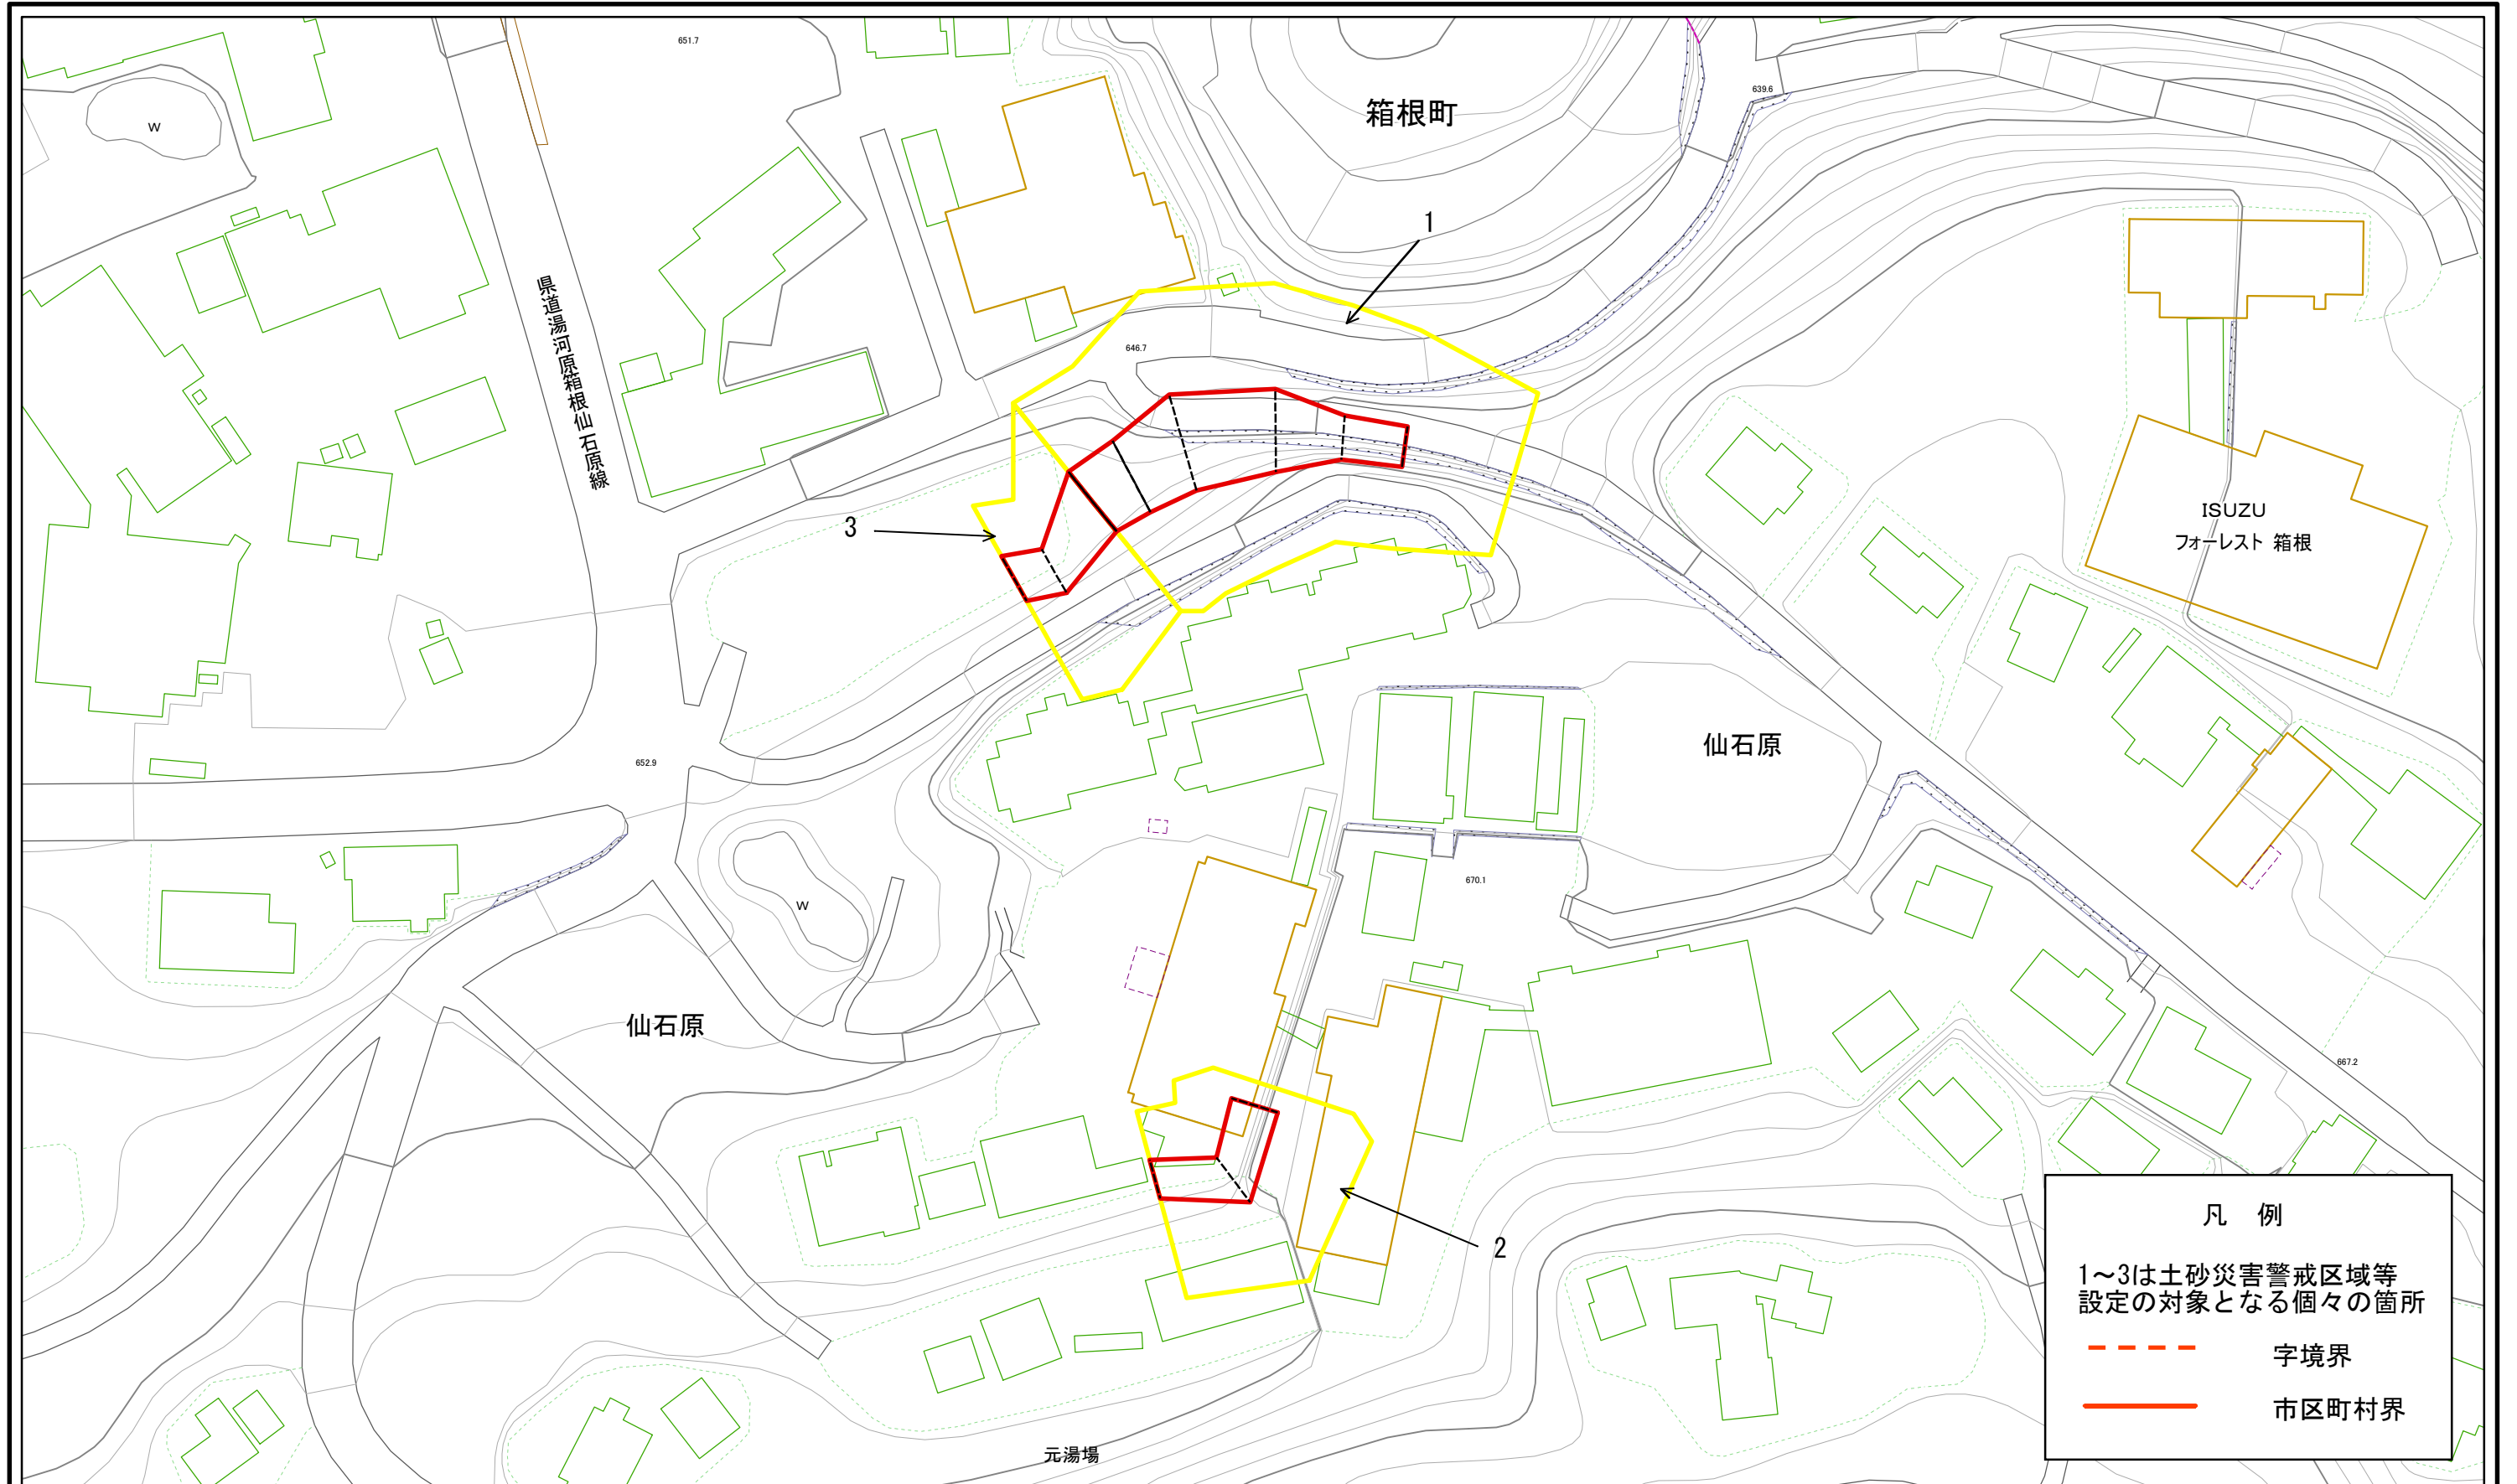 651.7
639.6
箱根町
W
1
県道湯河原箱根仙石原線
646.7
3
ISUZU
フォーレスト 箱根
仙石原
652.9
670.1
W
仙石原
667.2
2
凡 例
1～3は土砂災害警戒区域等
設定の対象となる個々の箇所
字境界
市区町村界
元湯場